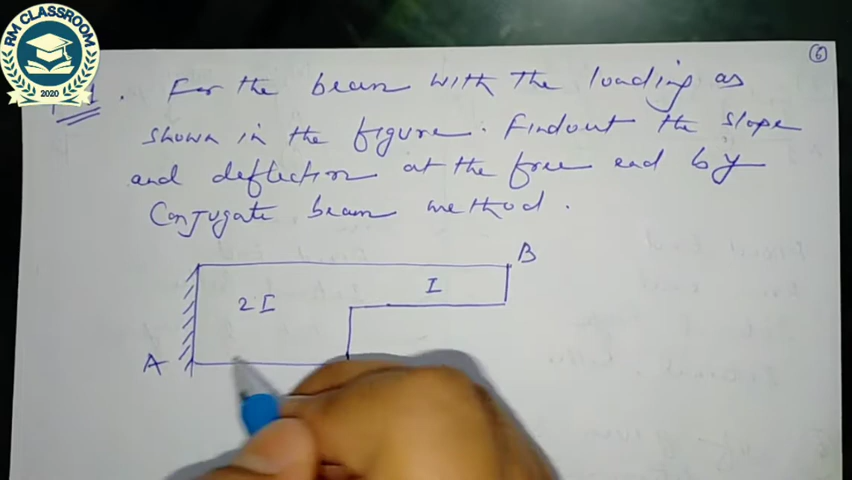 RM CLASSROOM
2020
6
. For the beam with the loading as
shown in the figure. Findout the slope
and deflection at the free end by
Conjugate beam method.
B
I
2I
A